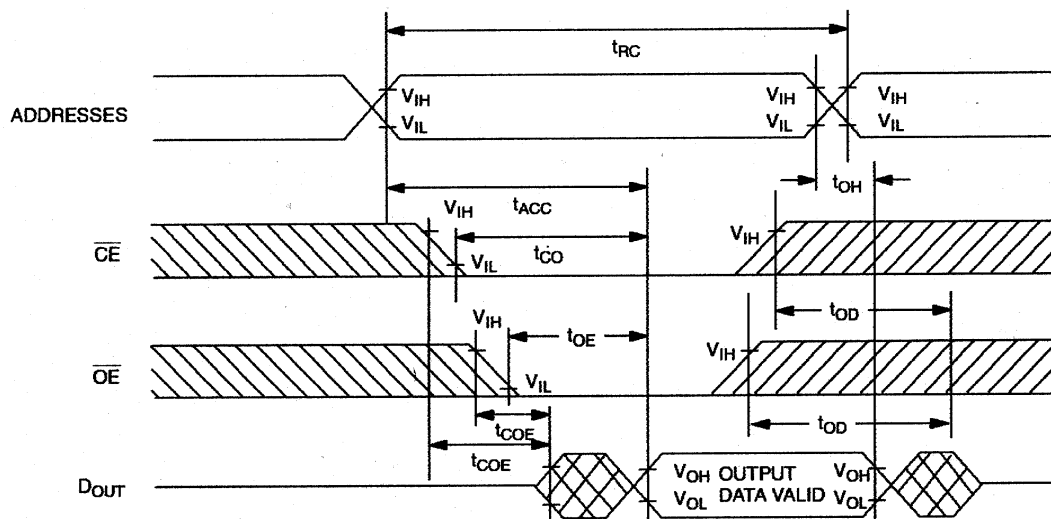 tRC
ADDRESSES
VIH
VIL
VIH
VIL
VIH
VIL
tOH
tACC
CE
VIH
VIL
tCO
VIH
tOD
OE
VIH
VIL
tOE
VIH
tOD
tCOE
tCOE
DOUT
VOH OUTPUT VOH
VOL DATA VALID VOL